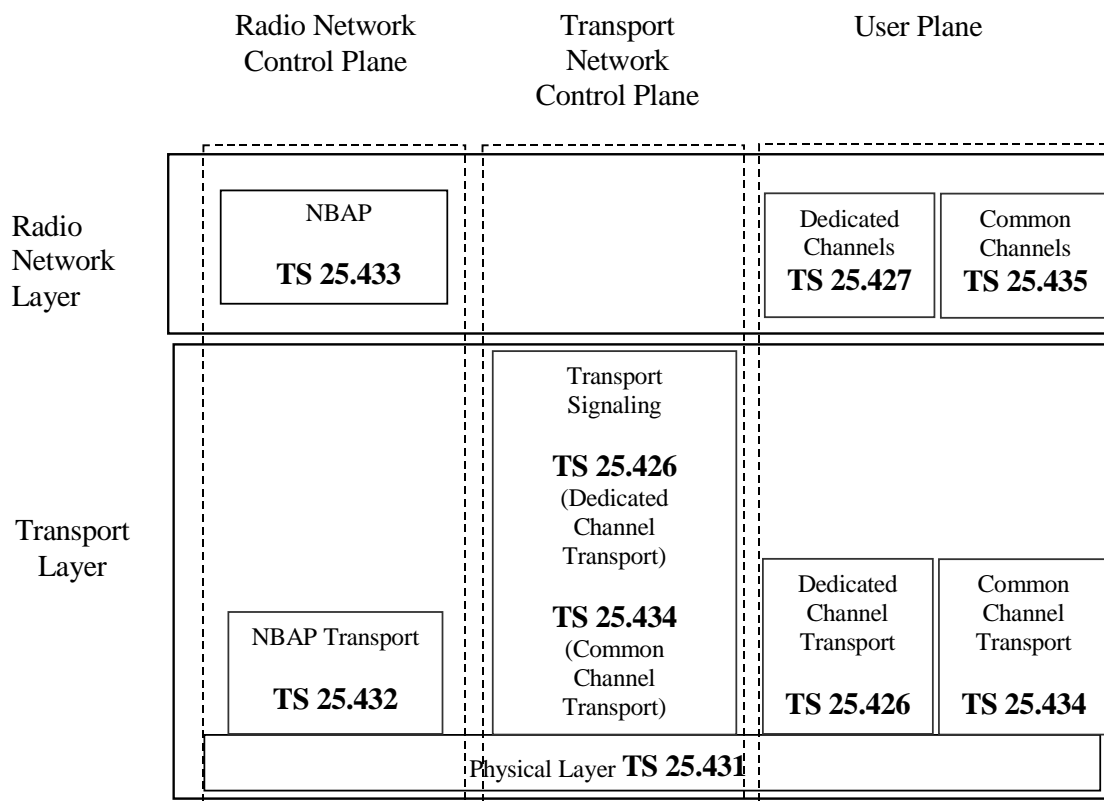 Radio Network
Control Plane
Transport
Network
Control Plane
User Plane
Radio
Network
Layer
NBAP
TS 25.433
Dedicated
Channels
TS 25.427
Common
Channels
TS 25.435
Transport
Layer
NBAP Transport
TS 25.432
Transport
Signaling
TS 25.426
(Dedicated
Channel
Transport)
TS 25.434
(Common
Channel
Transport)
Dedicated
Channel
Transport
TS 25.426
Common
Channel
Transport
TS 25.434
Physical Layer TS 25.431